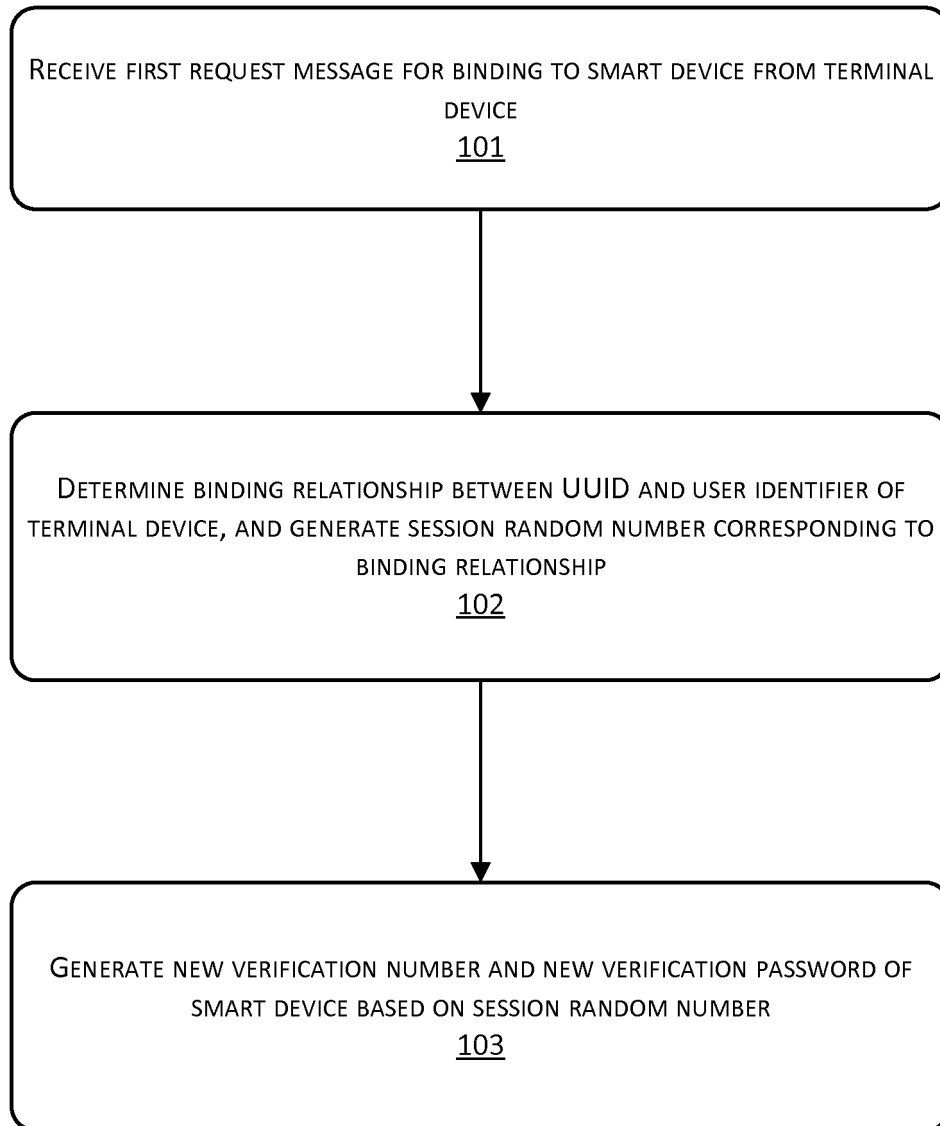 RECEIVE FIRST REQUEST MESSAGE FOR BINDING TO SMART DEVICE FROM TERMINAL
DEVICE
101
DETERMINE BINDING RELATIONSHIP BETWEEN UUID AND USER IDENTIFIER OF
TERMINAL DEVICE, AND GENERATE SESSION RANDOM NUMBER CORRESPONDING TO
BINDING RELATIONSHIP
102
GENERATE NEW VERIFICATION NUMBER AND NEW VERIFICATION PASSWORD OF
SMART DEVICE BASED ON SESSION RANDOM NUMBER
103